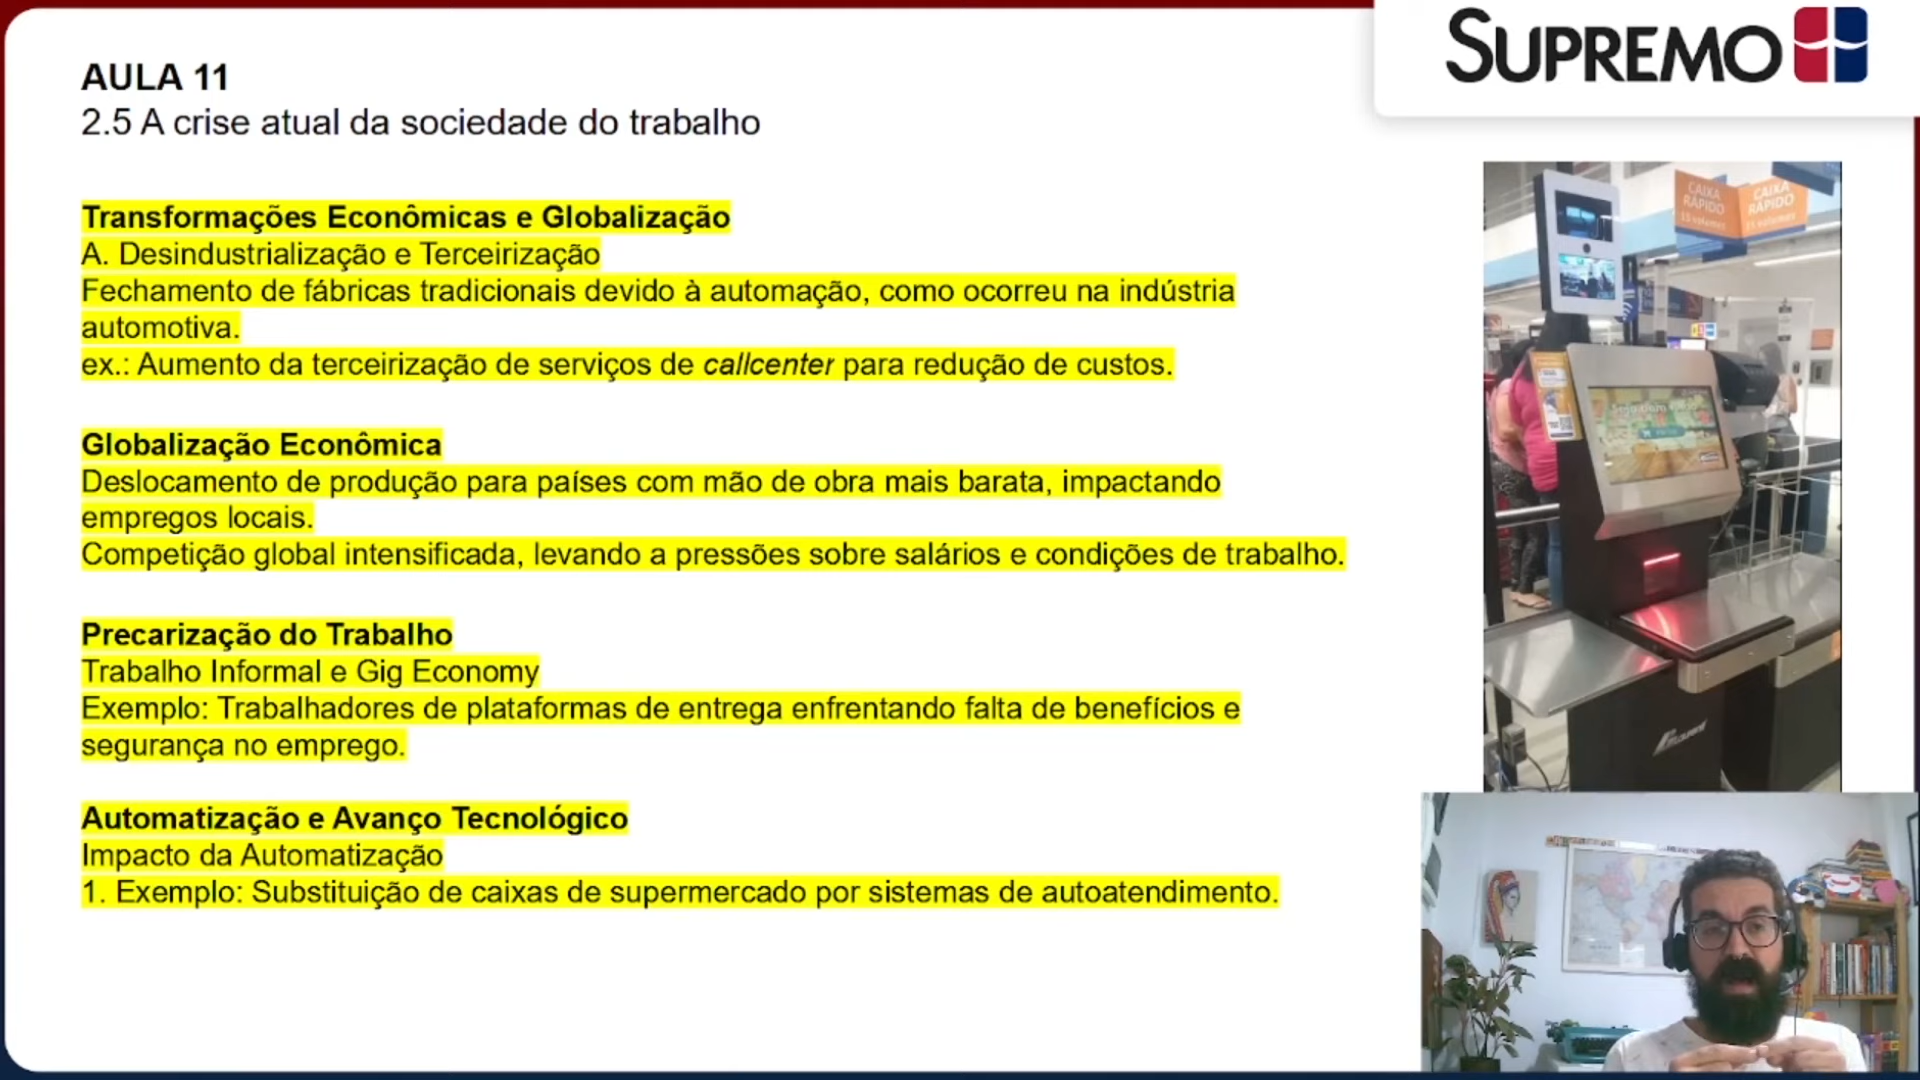 SUPREMO
AULA 11
2.5 A crise atual da sociedade do trabalho
Transformações Econômicas e Globalização
A. Desindustrialização e Terceirização
Fechamento de fábricas tradicionais devido à automação, como ocorreu na indústria
automotiva.
ex.: Aumento da terceirização de serviços de callcenter para redução de custos.
Globalização Econômica
Deslocamento de produção para países com mão de obra mais barata, impactando
empregos locais.
Competição global intensificada, levando a pressões sobre salários e condições de trabalho.
Precarização do Trabalho
Trabalho Informal e Gig Economy
Exemplo: Trabalhadores de plataformas de entrega enfrentando falta de benefícios e
segurança no emprego.
Automatização e Avanço Tecnológico
Impacto da Automatização
1. Exemplo: Substituição de caixas de supermercado por sistemas de autoatendimento.
CAIXA
RÁPIDO
15 volumes
CAIXA
RÁPIDO
15 volumes